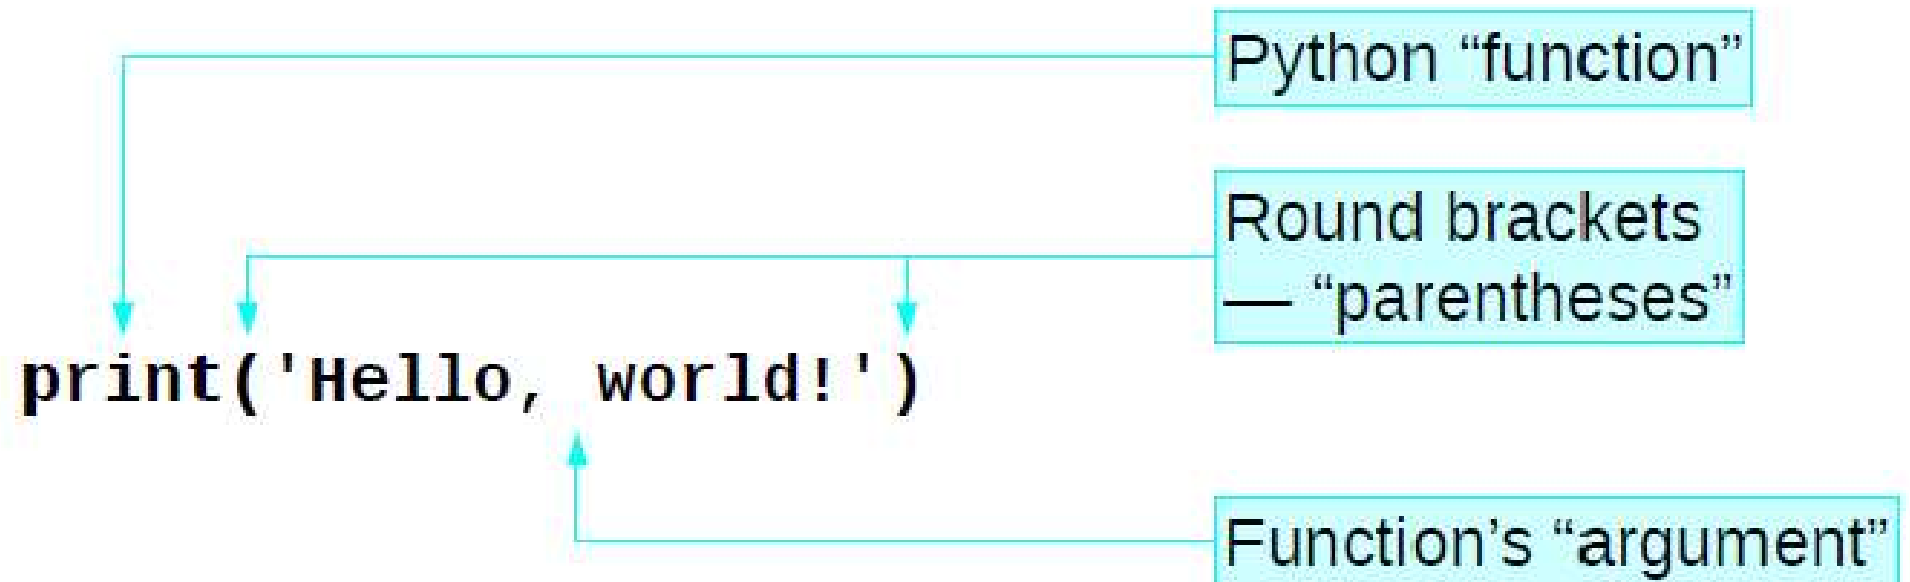 Python “function”
Round brackets
— “parentheses”
print('Hello, world!')
Function’s “argument”